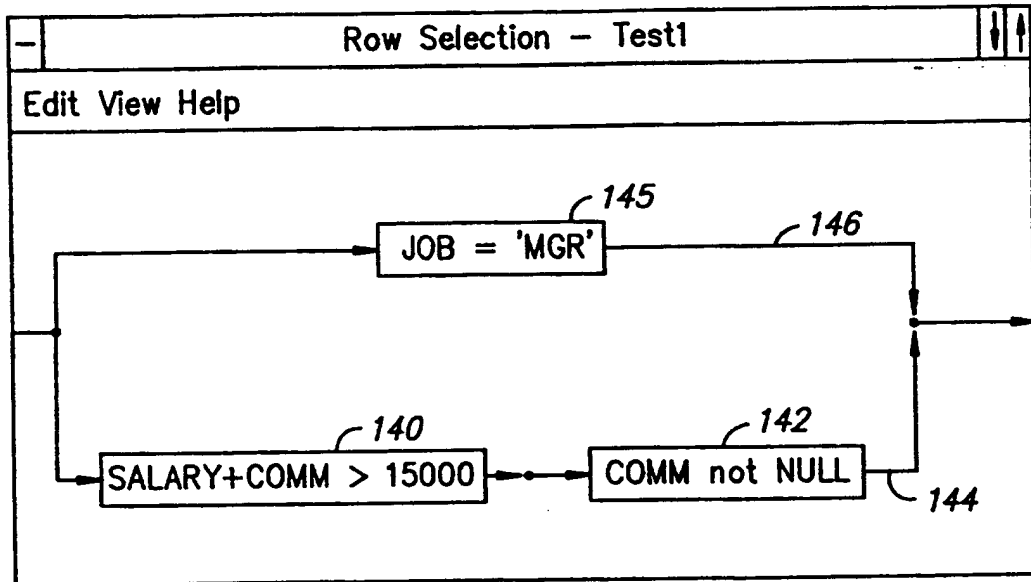 Row Selection – Test1
Edit View Help
145
JOB = 'MGR'
146
140
142
SALARY+COMM > 15000
COMM not NULL
144